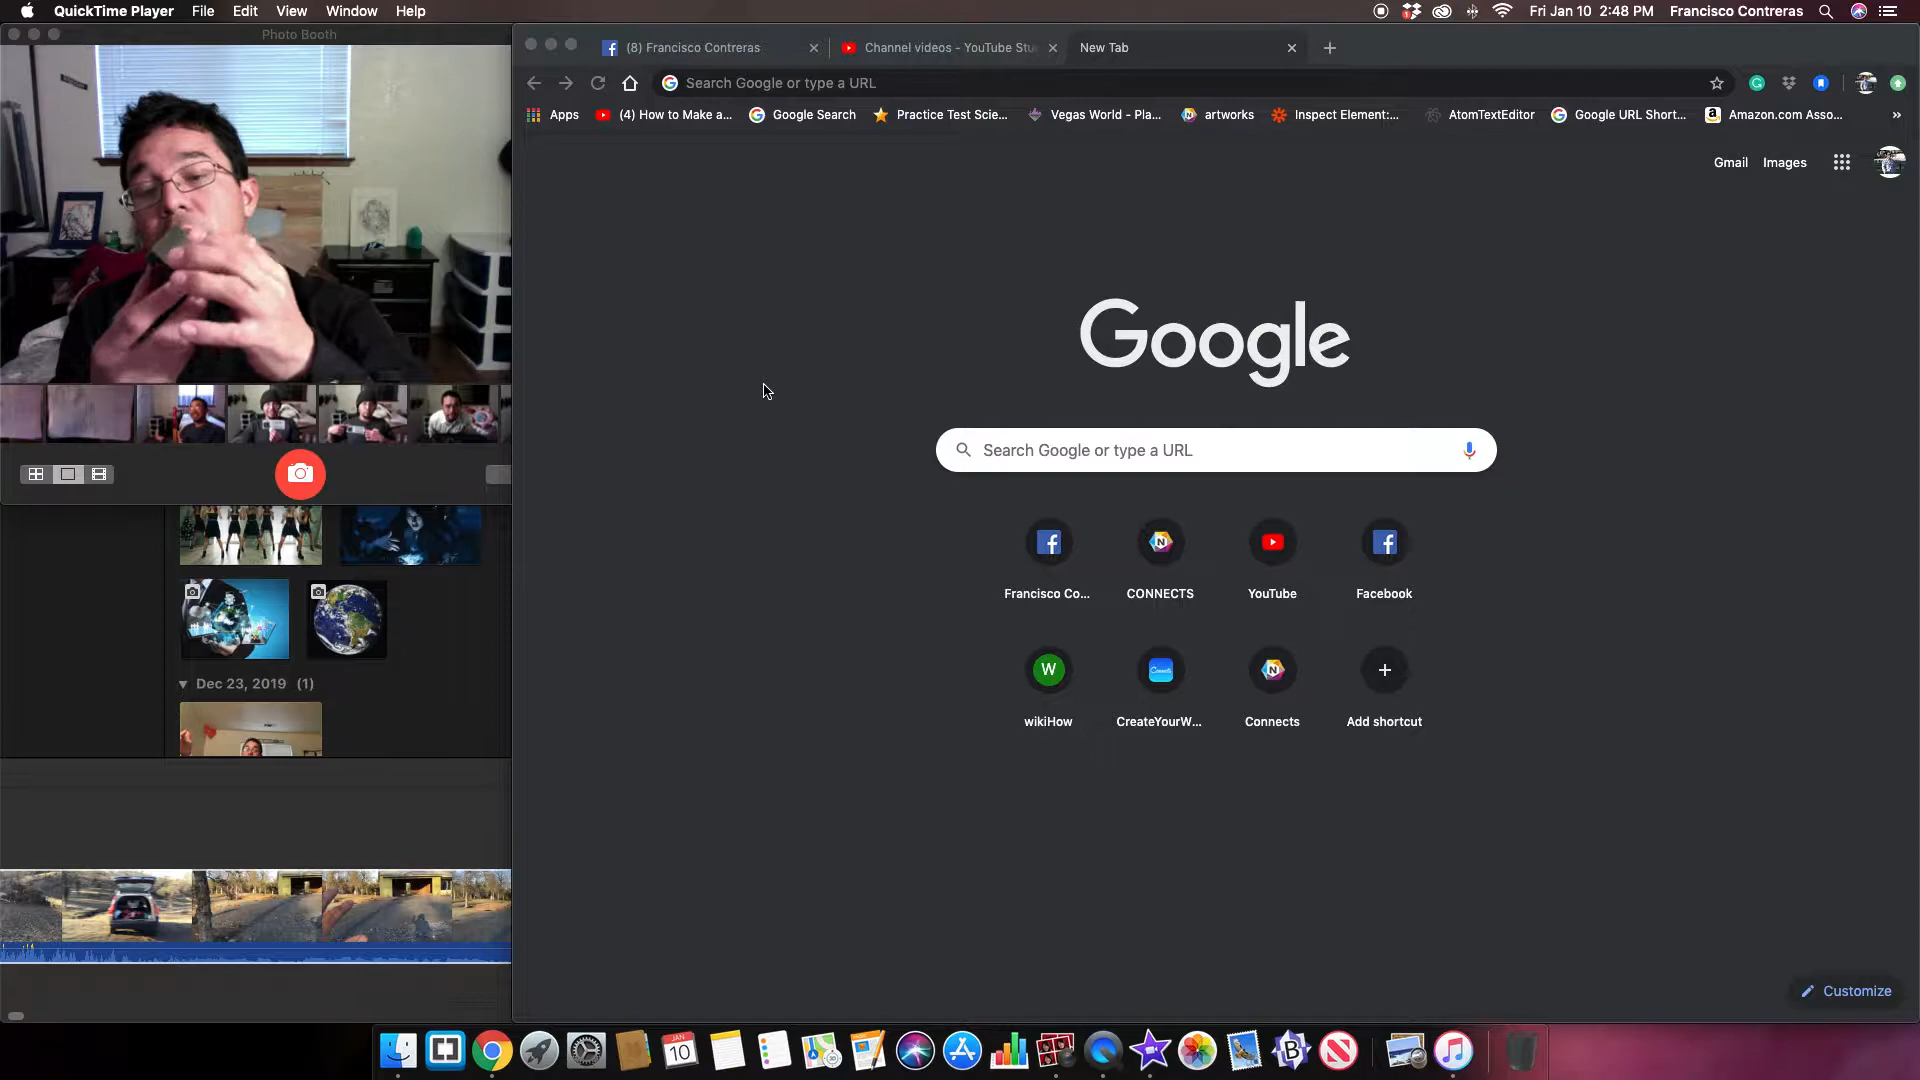 QuickTime Player File Edit View Window Help
Fri Jan 10 2:48 PM Francisco Contreras
Photo Booth
(8) Francisco Contreras
Channel videos - YouTube Stu
New Tab
Search Google or type a URL
Apps
(4) How to Make a...
Google Search
Practice Test Scie...
Vegas World - Pla...
artworks
Inspect Element:...
AtomTextEditor
Google URL Short...
Amazon.com Asso...
»
Gmail Images
Google
Search Google or type a URL
Francisco Co... CONNECTS YouTube Facebook
W
wikiHow CreateYourW... Connects Add shortcut
Dec 23, 2019 (1)
Customize
JAN
10